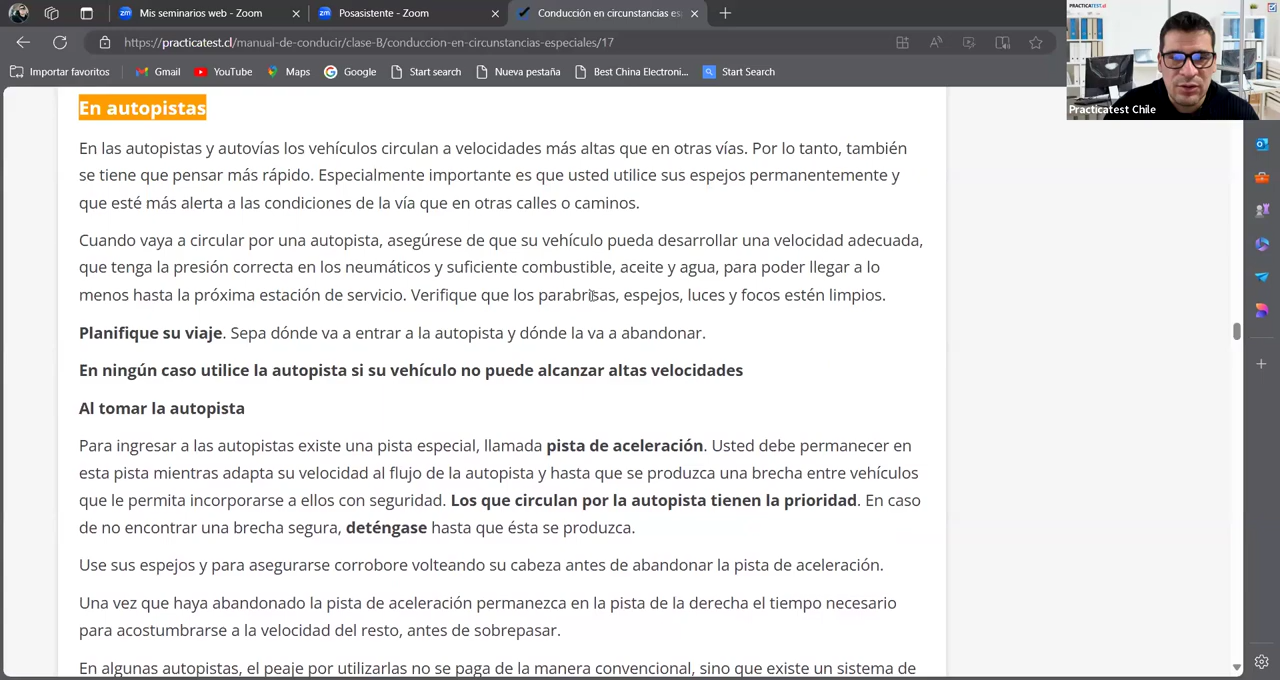 Mis seminarios web - Zoom
Posasistente - Zoom
Conducción en circunstancias es
https://practicatest.cl/manual-de-conducir/clase-B/conduccion-en-circunstancias-especiales/17
Importar favoritos
Gmail
YouTube
Maps
Google
Start search
Nueva pestaña
Best China Electroni...
Start Search
PRACTICATEST.cl
Practicatest Chile
En autopistas
En las autopistas y autovías los vehículos circulan a velocidades más altas que en otras vías. Por lo tanto, también
se tiene que pensar más rápido. Especialmente importante es que usted utilice sus espejos permanentemente y
que esté más alerta a las condiciones de la vía que en otras calles o caminos.
Cuando vaya a circular por una autopista, asegúrese de que su vehículo pueda desarrollar una velocidad adecuada,
que tenga la presión correcta en los neumáticos y suficiente combustible, aceite y agua, para poder llegar a lo
menos hasta la próxima estación de servicio. Verifique que los parabrisas, espejos, luces y focos estén limpios.
Planifique su viaje. Sepa dónde va a entrar a la autopista y dónde la va a abandonar.
En ningún caso utilice la autopista si su vehículo no puede alcanzar altas velocidades
Al tomar la autopista
Para ingresar a las autopistas existe una pista especial, llamada pista de aceleración. Usted debe permanecer en
esta pista mientras adapta su velocidad al flujo de la autopista y hasta que se produzca una brecha entre vehículos
que le permita incorporarse a ellos con seguridad. Los que circulan por la autopista tienen la prioridad. En caso
de no encontrar una brecha segura, deténgase hasta que ésta se produzca.
Use sus espejos y para asegurarse corrobore volteando su cabeza antes de abandonar la pista de aceleración.
Una vez que haya abandonado la pista de aceleración permanezca en la pista de la derecha el tiempo necesario
para acostumbrarse a la velocidad del resto, antes de sobrepasar.
En algunas autopistas, el peaje por utilizarlas no se paga de la manera convencional, sino que existe un sistema de